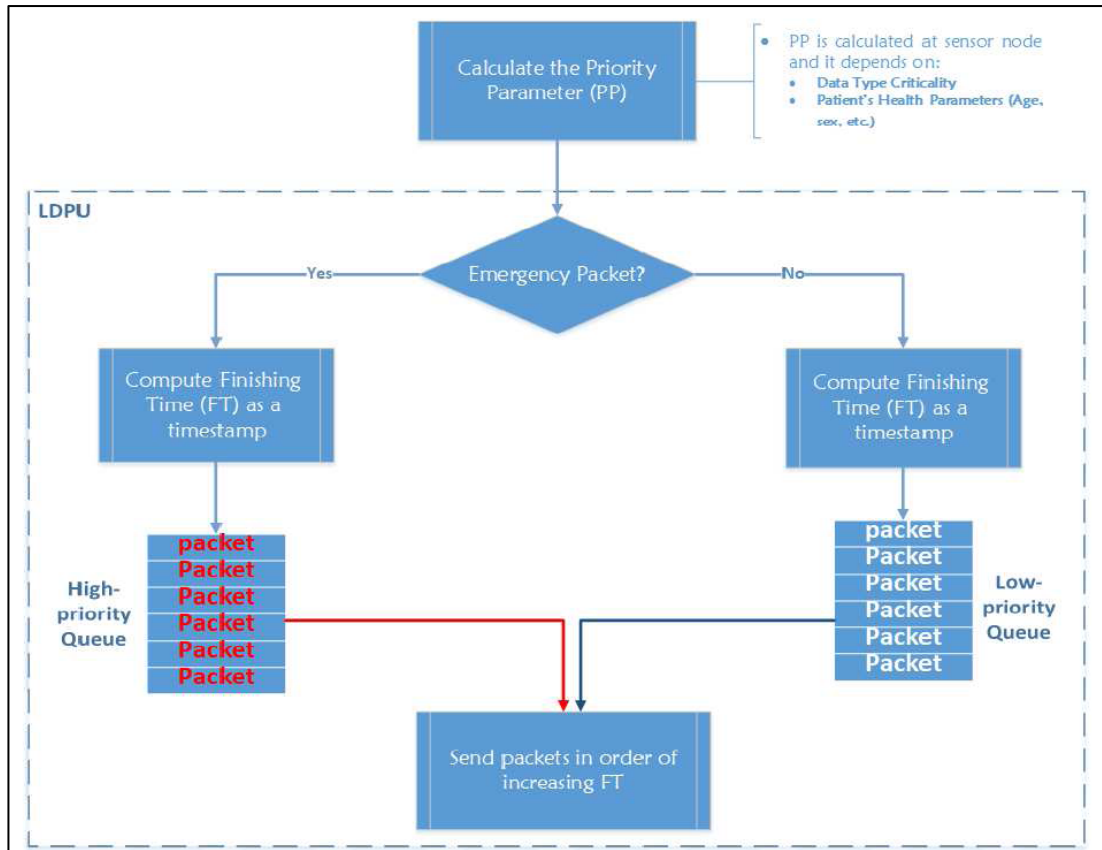 Calculate the Priority
Parameter (PP)
• PP is calculated at sensor node
and it depends on:
• Data Type Criticality
• Patient's Health Parameters (Age,
sex, etc.)
LDPU
Emergency Packet?
Yes
No
Compute Finishing
Time (FT) as a
timestamp
Compute Finishing
Time (FT) as a
timestamp
High-
priority
Queue
packet
Packet
Packet
Packet
Packet
Packet
packet
Packet
Packet
Packet
Packet
Packet
Low-
priority
Queue
Send packets in order of
increasing FT